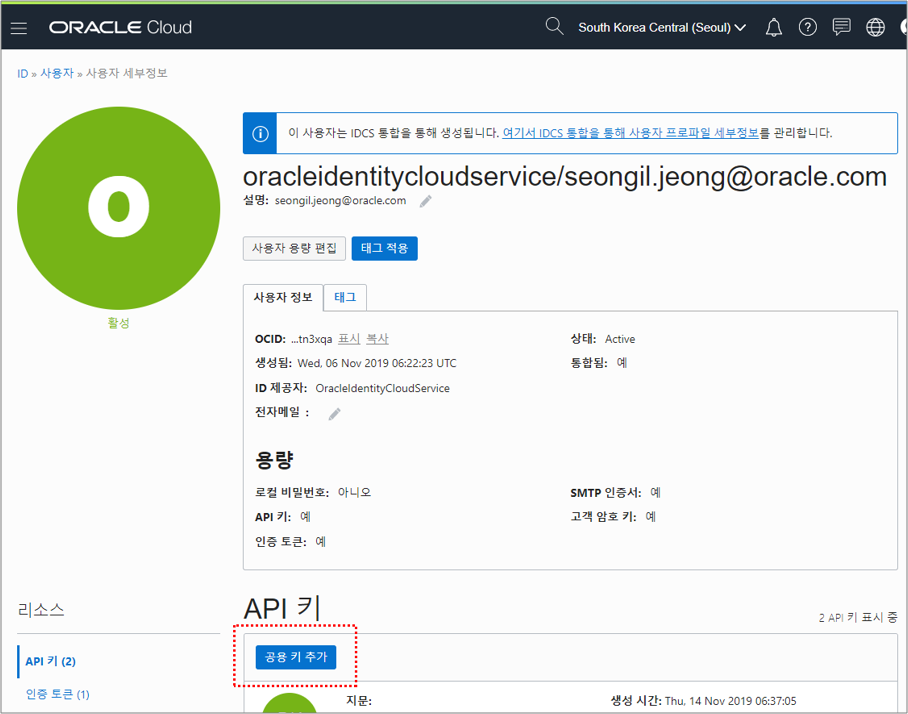 ORACLE Cloud
South Korea Central (Seoul)
ID » 사용자 » 사용자 세부정보
이 사용자는 IDCS 통합을 통해 생성됩니다. 여기서 IDCS 통합을 통해 사용자 프로파일 세부정보를 관리합니다.
O
활성
oracleidentitycloudservice/seongil.jeong@oracle.com
설명: seongil.jeong@oracle.com
사용자 용량 편집 태그 적용
사용자 정보 태그
OCID: ...tn3xqa 표시 복사 상태: Active
생성됨: Wed, 06 Nov 2019 06:22:23 UTC 통합됨: 예
ID 제공자: OracleIdentityCloudService
전자메일 :
용량
로컬 비밀번호: 아니오 SMTP 인증서: 예
API 키: 예 고객 암호 키: 예
인증 토큰: 예
리소스
API 키 (2)
인증 토큰 (1)
API 키
2 API 키 표시 중
공용 키 추가
지문: 생성 시간: Thu, 14 Nov 2019 06:37:05